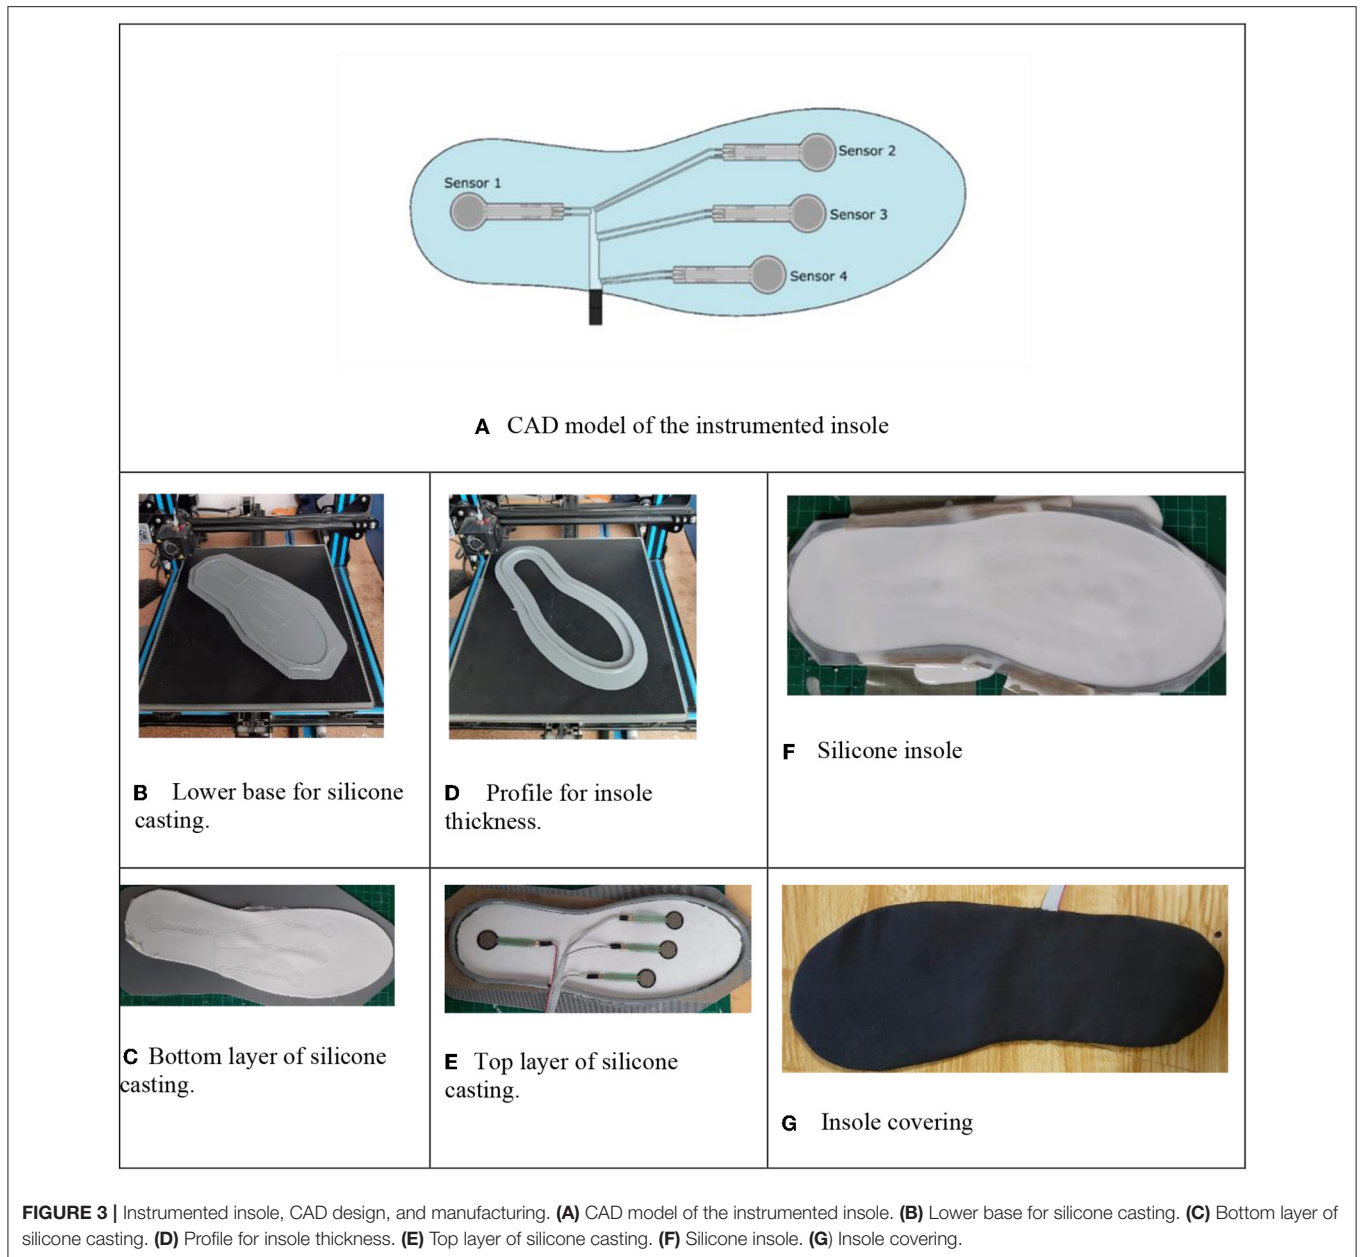 Sensor 1
Sensor 2
Sensor 3
Sensor 4
A CAD model of the instrumented insole
B Lower base for silicone
casting.
D Profile for insole
thickness.
F Silicone insole
C Bottom layer of silicone
casting.
E Top layer of silicone
casting.
G Insole covering
FIGURE 3 | Instrumented insole, CAD design, and manufacturing. (A) CAD model of the instrumented insole. (B) Lower base for silicone casting. (C) Bottom layer of
silicone casting. (D) Profile for insole thickness. (E) Top layer of silicone casting. (F) Silicone insole. (G) Insole covering.